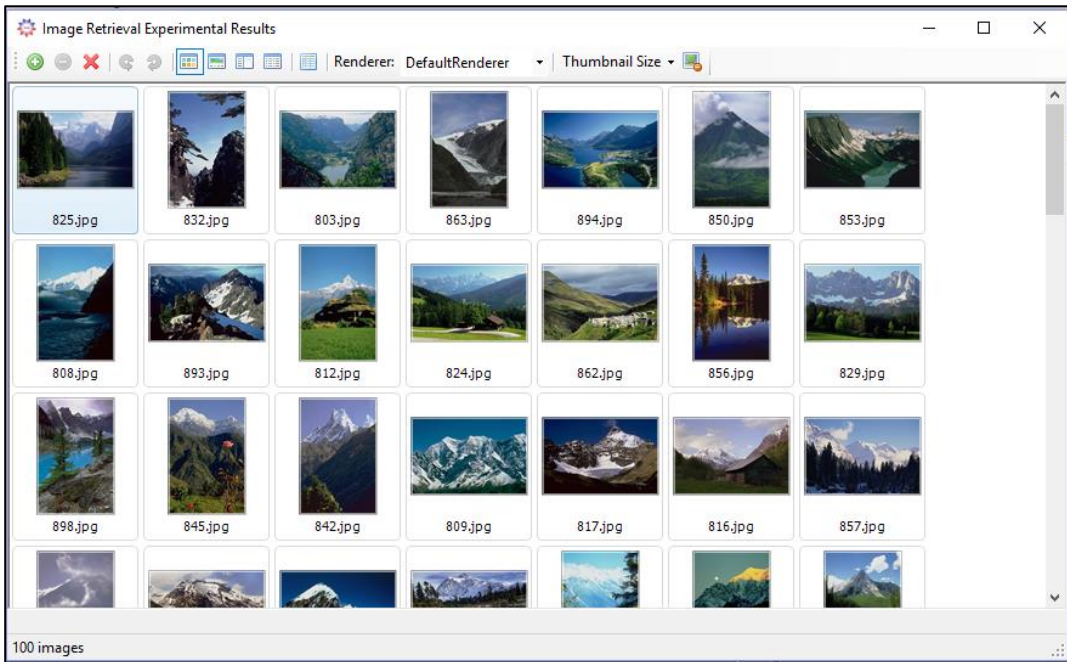 Image Retrieval Experimental Results
Renderer: DefaultRenderer Thumbnail Size
825.jpg 832.jpg 803.jpg 863.jpg 894.jpg 850.jpg 853.jpg
808.jpg 893.jpg 812.jpg 824.jpg 862.jpg 856.jpg 829.jpg
898.jpg 845.jpg 842.jpg 809.jpg 817.jpg 816.jpg 857.jpg
100 images